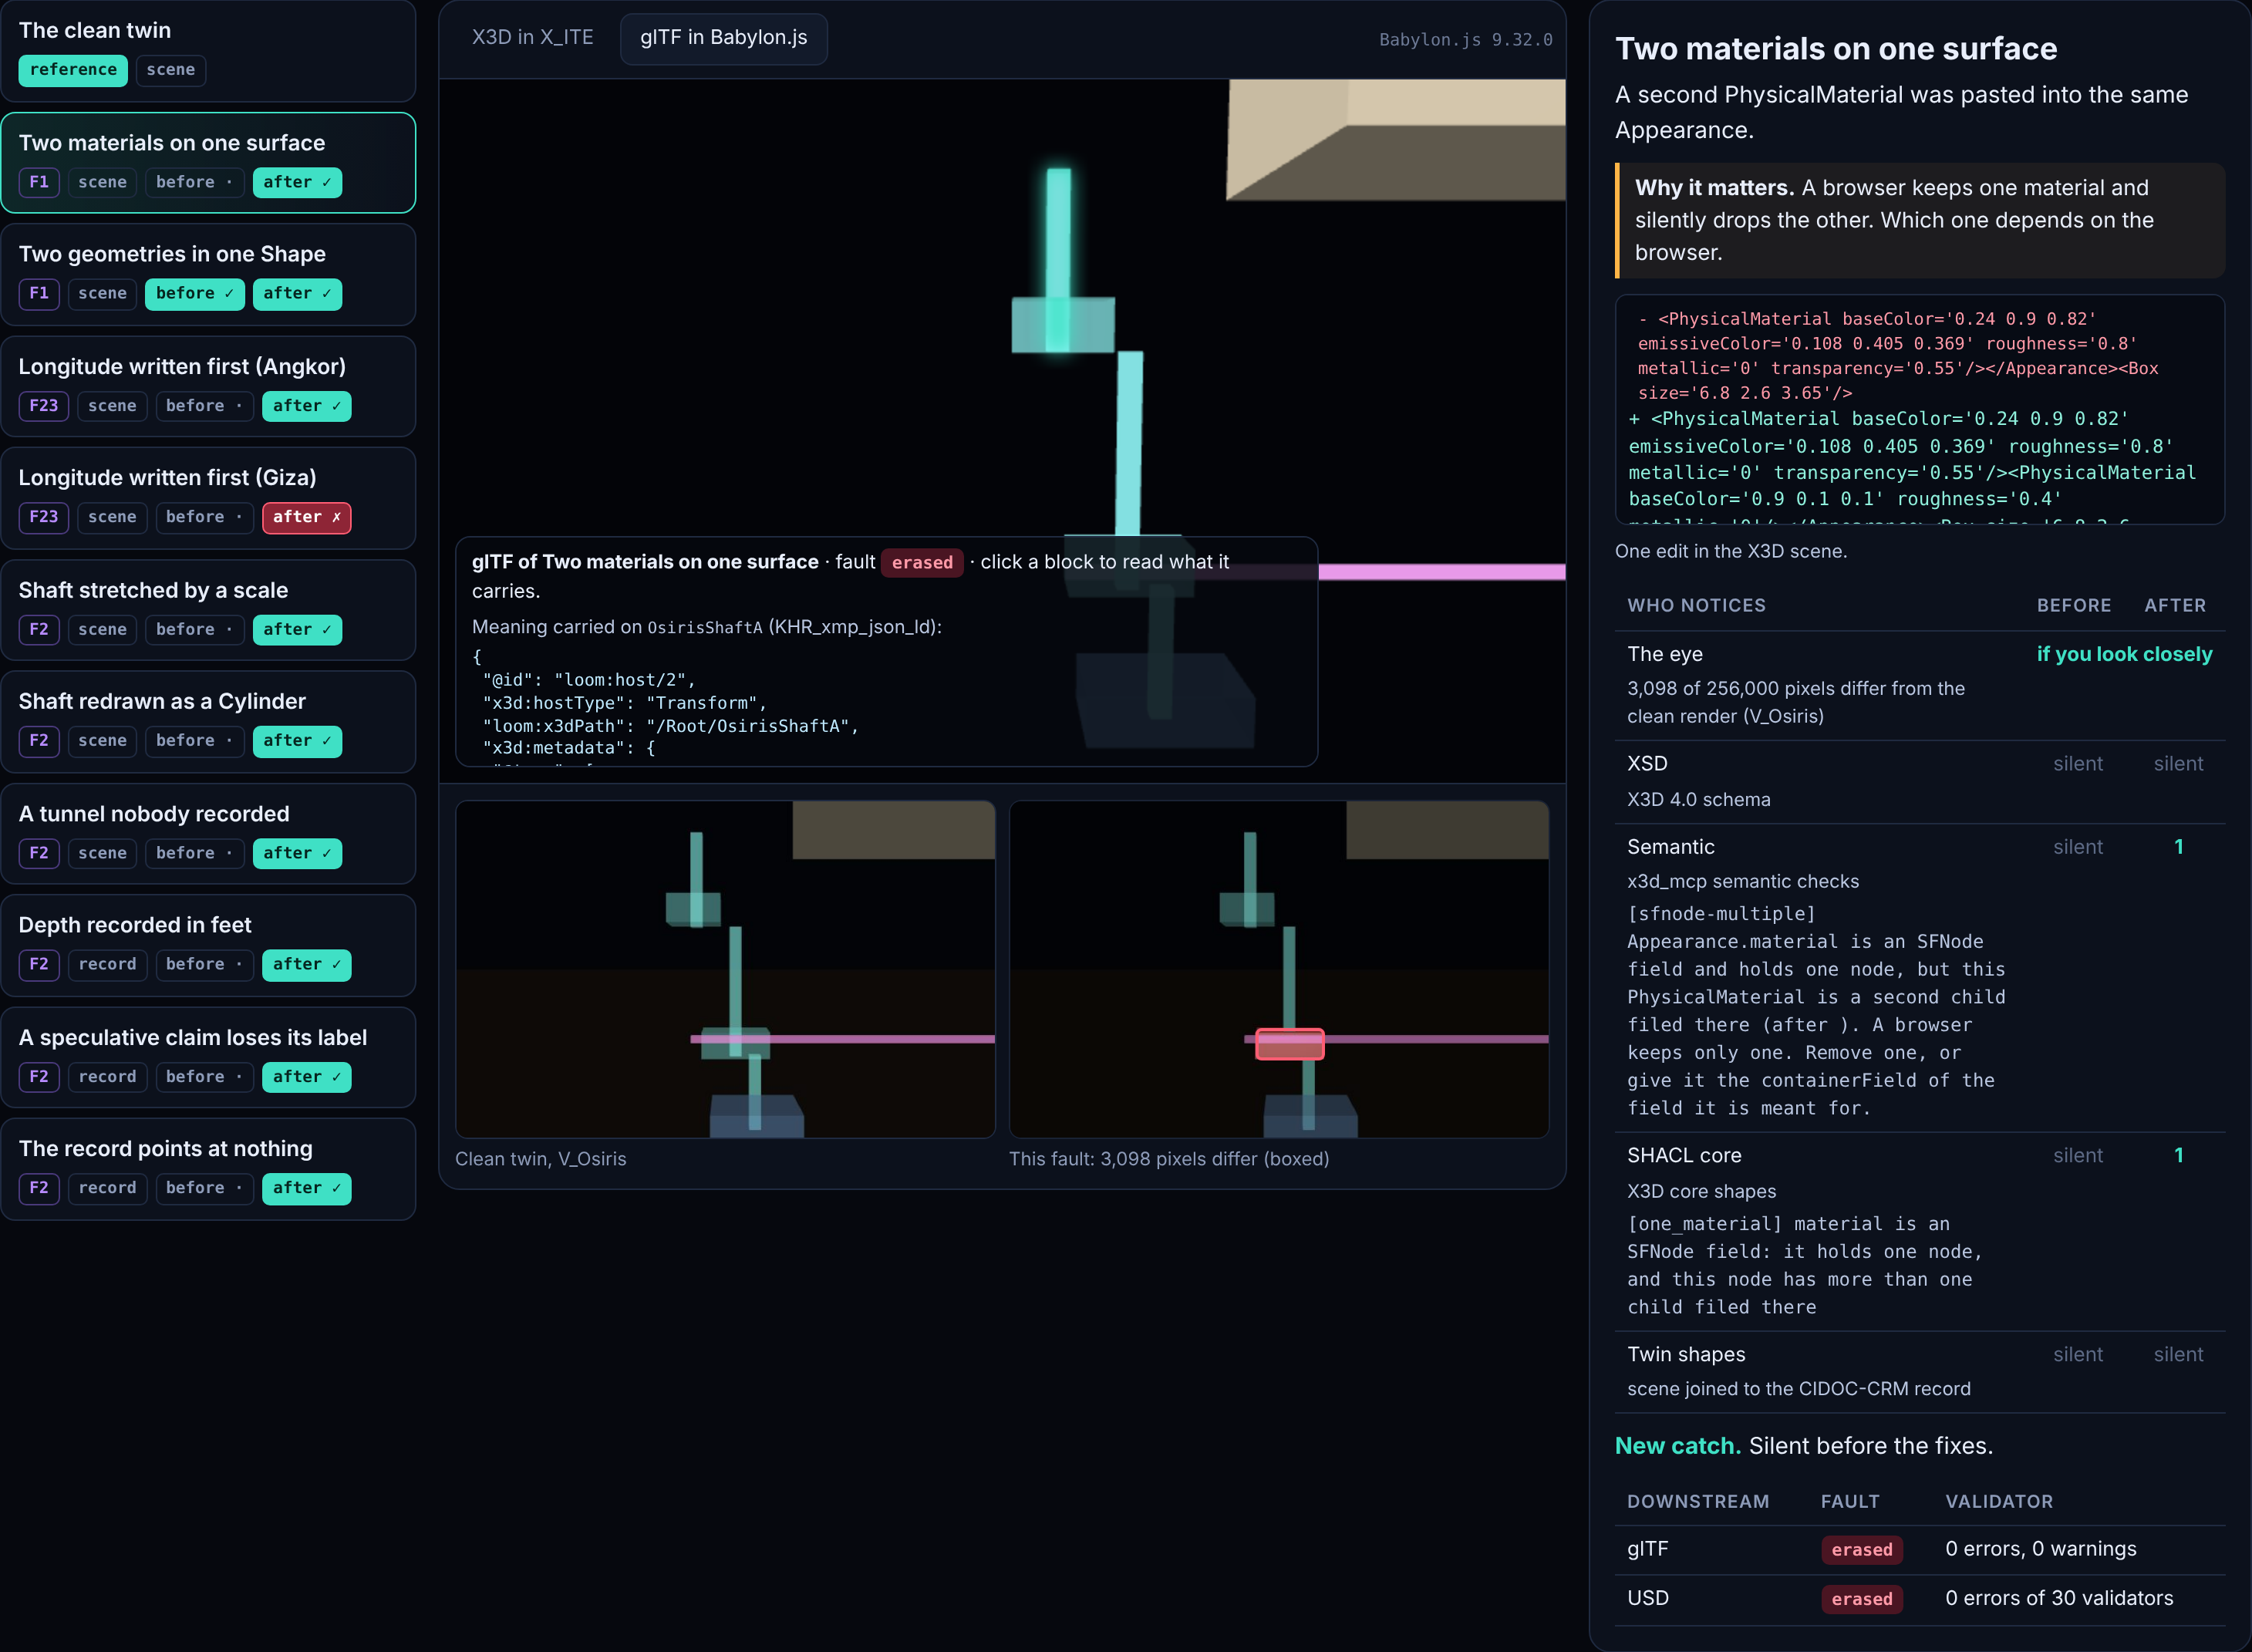 The clean twin
reference scene
Two materials on one surface
F1 scene before · after ✓
Two geometries in one Shape
F1 scene before ✓ after ✓
Longitude written first (Angkor)
F23 scene before · after ✓
Longitude written first (Giza)
F23 scene before · after ✗
Shaft stretched by a scale
F2 scene before · after ✓
Shaft redrawn as a Cylinder
F2 scene before · after ✓
A tunnel nobody recorded
F2 scene before · after ✓
Depth recorded in feet
F2 record before · after ✓
A speculative claim loses its label
F2 record before · after ✓
The record points at nothing
F2 record before · after ✓
X3D in X_ITE glTF in Babylon.js Babylon.js 9.32.0
glTF of Two materials on one surface · fault erased · click a block to read what it
carries.
Meaning carried on OsirisShaftA (KHR_xmp_json_ld):
{
"@id": "loom:host/2",
"x3d:hostType": "Transform",
"loom:x3dPath": "/Root/OsirisShaftA",
"x3d:metadata": {
Clean twin, V_Osiris
This fault: 3,098 pixels differ (boxed)
Two materials on one surface
A second PhysicalMaterial was pasted into the same
Appearance.
Why it matters. A browser keeps one material and
silently drops the other. Which one depends on the
browser.
- <PhysicalMaterial baseColor='0.24 0.9 0.82'
emissiveColor='0.108 0.405 0.369' roughness='0.8'
metallic='0' transparency='0.55'/></Appearance><Box
size='6.8 2.6 3.65'/>
+ <PhysicalMaterial baseColor='0.24 0.9 0.82'
emissiveColor='0.108 0.405 0.369' roughness='0.8'
metallic='0' transparency='0.55'/><PhysicalMaterial
baseColor='0.9 0.1 0.1' roughness='0.4'
One edit in the X3D scene.
WHO NOTICES BEFORE AFTER
The eye if you look closely
3,098 of 256,000 pixels differ from the
clean render (V_Osiris)
XSD silent silent
X3D 4.0 schema
Semantic silent 1
x3d_mcp semantic checks
[sfnode-multiple]
Appearance.material is an SFNode
field and holds one node, but this
PhysicalMaterial is a second child
filed there (after ). A browser
keeps only one. Remove one, or
give it the containerField of the
field it is meant for.
SHACL core silent 1
X3D core shapes
[one_material] material is an
SFNode field: it holds one node,
and this node has more than one
child filed there
Twin shapes silent silent
scene joined to the CIDOC-CRM record
New catch. Silent before the fixes.
DOWNSTREAM FAULT VALIDATOR
glTF erased 0 errors, 0 warnings
USD erased 0 errors of 30 validators